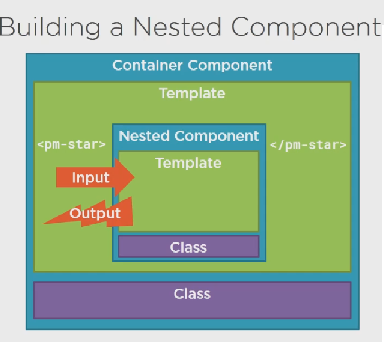 Building a Nested Component
Container Component
Template
<pm-star>
Nested Component
</pm-star>
Template
Input
Output
Class
Class